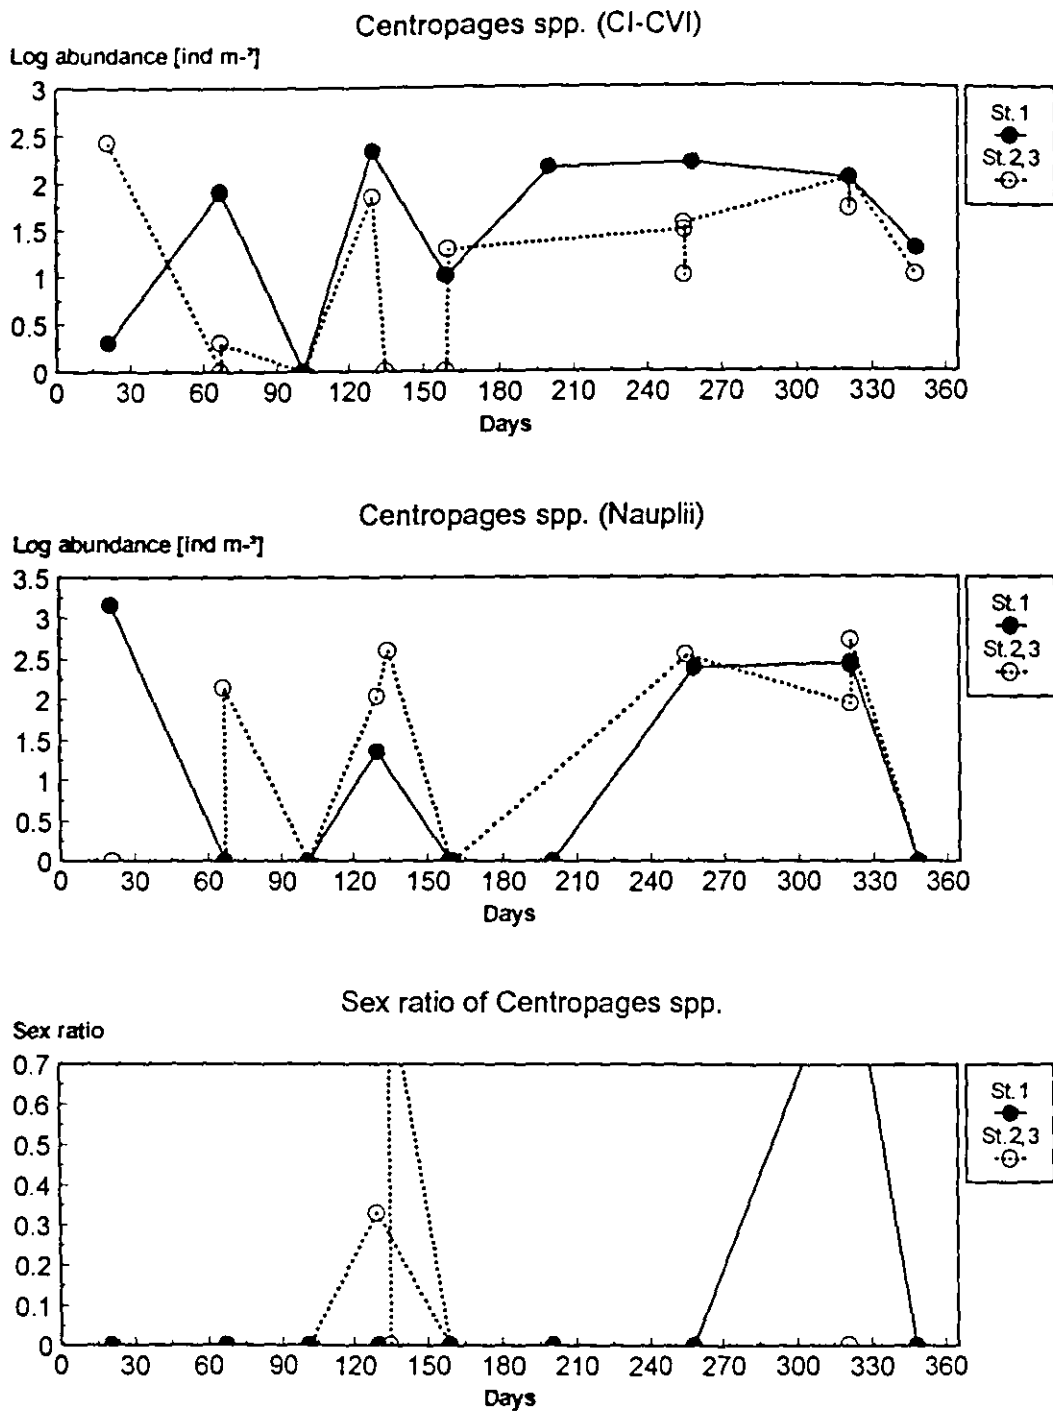 Centropages spp. (CI-CVI)
Log abundance [ind m-³]
3
2.5
2
1.5
1
0.5
0
0 30 60 90 120 150 180 210 240 270 300 330 360
Days
St.1
St.2,3
Centropages spp. (Nauplii)
Log abundance [ind m-³]
3.5
3
2.5
2
1.5
1
0.5
0
0 30 60 90 120 150 180 210 240 270 300 330 360
Days
St.1
St.2,3
Sex ratio of Centropages spp.
Sex ratio
0.7
0.6
0.5
0.4
0.3
0.2
0.1
0
0 30 60 90 120 150 180 210 240 270 300 330 360
Days
St.1
St.2,3